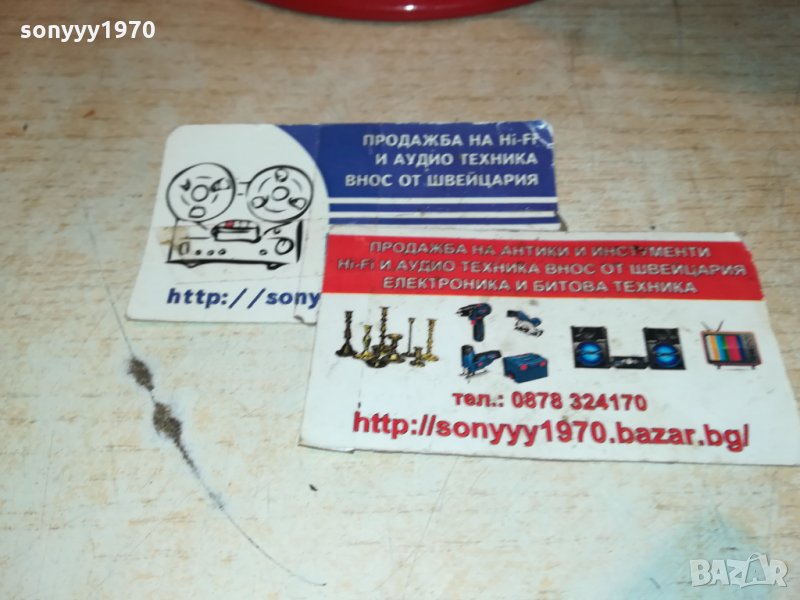 sonyyy1970
ПРОДАЖБА НА Hi-Fi
И АУДИО ТЕХНИКА
ВНОС ОТ ШВЕЙЦАРИЯ
http://sony
ПРОДАЖБА НА АНТИКИ И ИНСТРУМЕНТИ
Hi-Fi И АУДИО ТЕХНИКА ВНОС ОТ ШВЕЙЦАРИЯ
ЕЛЕКТРОНИКА И БИТОВА ТЕХНИКА
тел.: 0878 324170
http://sonyyy1970.bazar.bg/
BAZAR